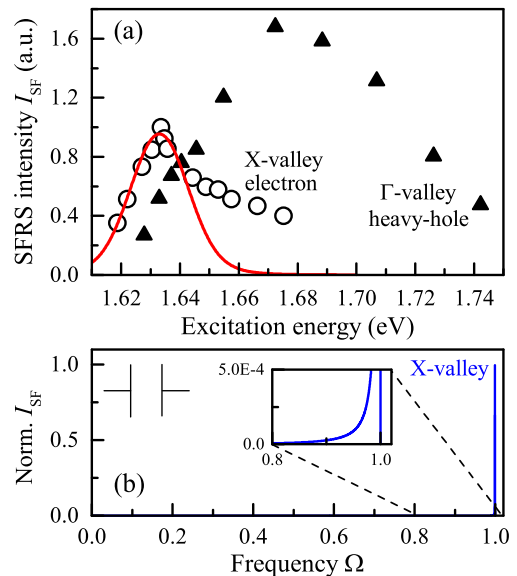 (a)
SFRS intensity I_SF (a.u.)
1.6
1.2
0.8
0.4
0.0
X-valley
electron
Γ-valley
heavy-hole
1.62 1.64 1.66 1.68 1.70 1.72 1.74
Excitation energy (eV)
(b)
Norm. I_SF
1.0
0.5
0.0
X-valley
5.0E-4
0.0
0.8 1.0
0.0 0.2 0.4 0.6 0.8 1.0
Frequency Ω